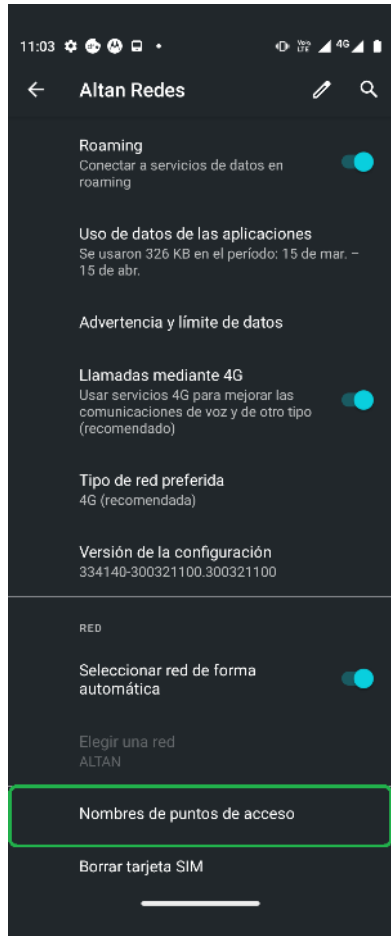 11:03
Vo))
LTE
4G
Altan Redes
Roaming
Conectar a servicios de datos en
roaming
Uso de datos de las aplicaciones
Se usaron 326 KB en el período: 15 de mar. –
15 de abr.
Advertencia y límite de datos
Llamadas mediante 4G
Usar servicios 4G para mejorar las
comunicaciones de voz y de otro tipo
(recomendado)
Tipo de red preferida
4G (recomendada)
Versión de la configuración
334140-300321100.300321100
RED
Seleccionar red de forma
automática
Elegir una red
ALTAN
Nombres de puntos de acceso
Borrar tarjeta SIM